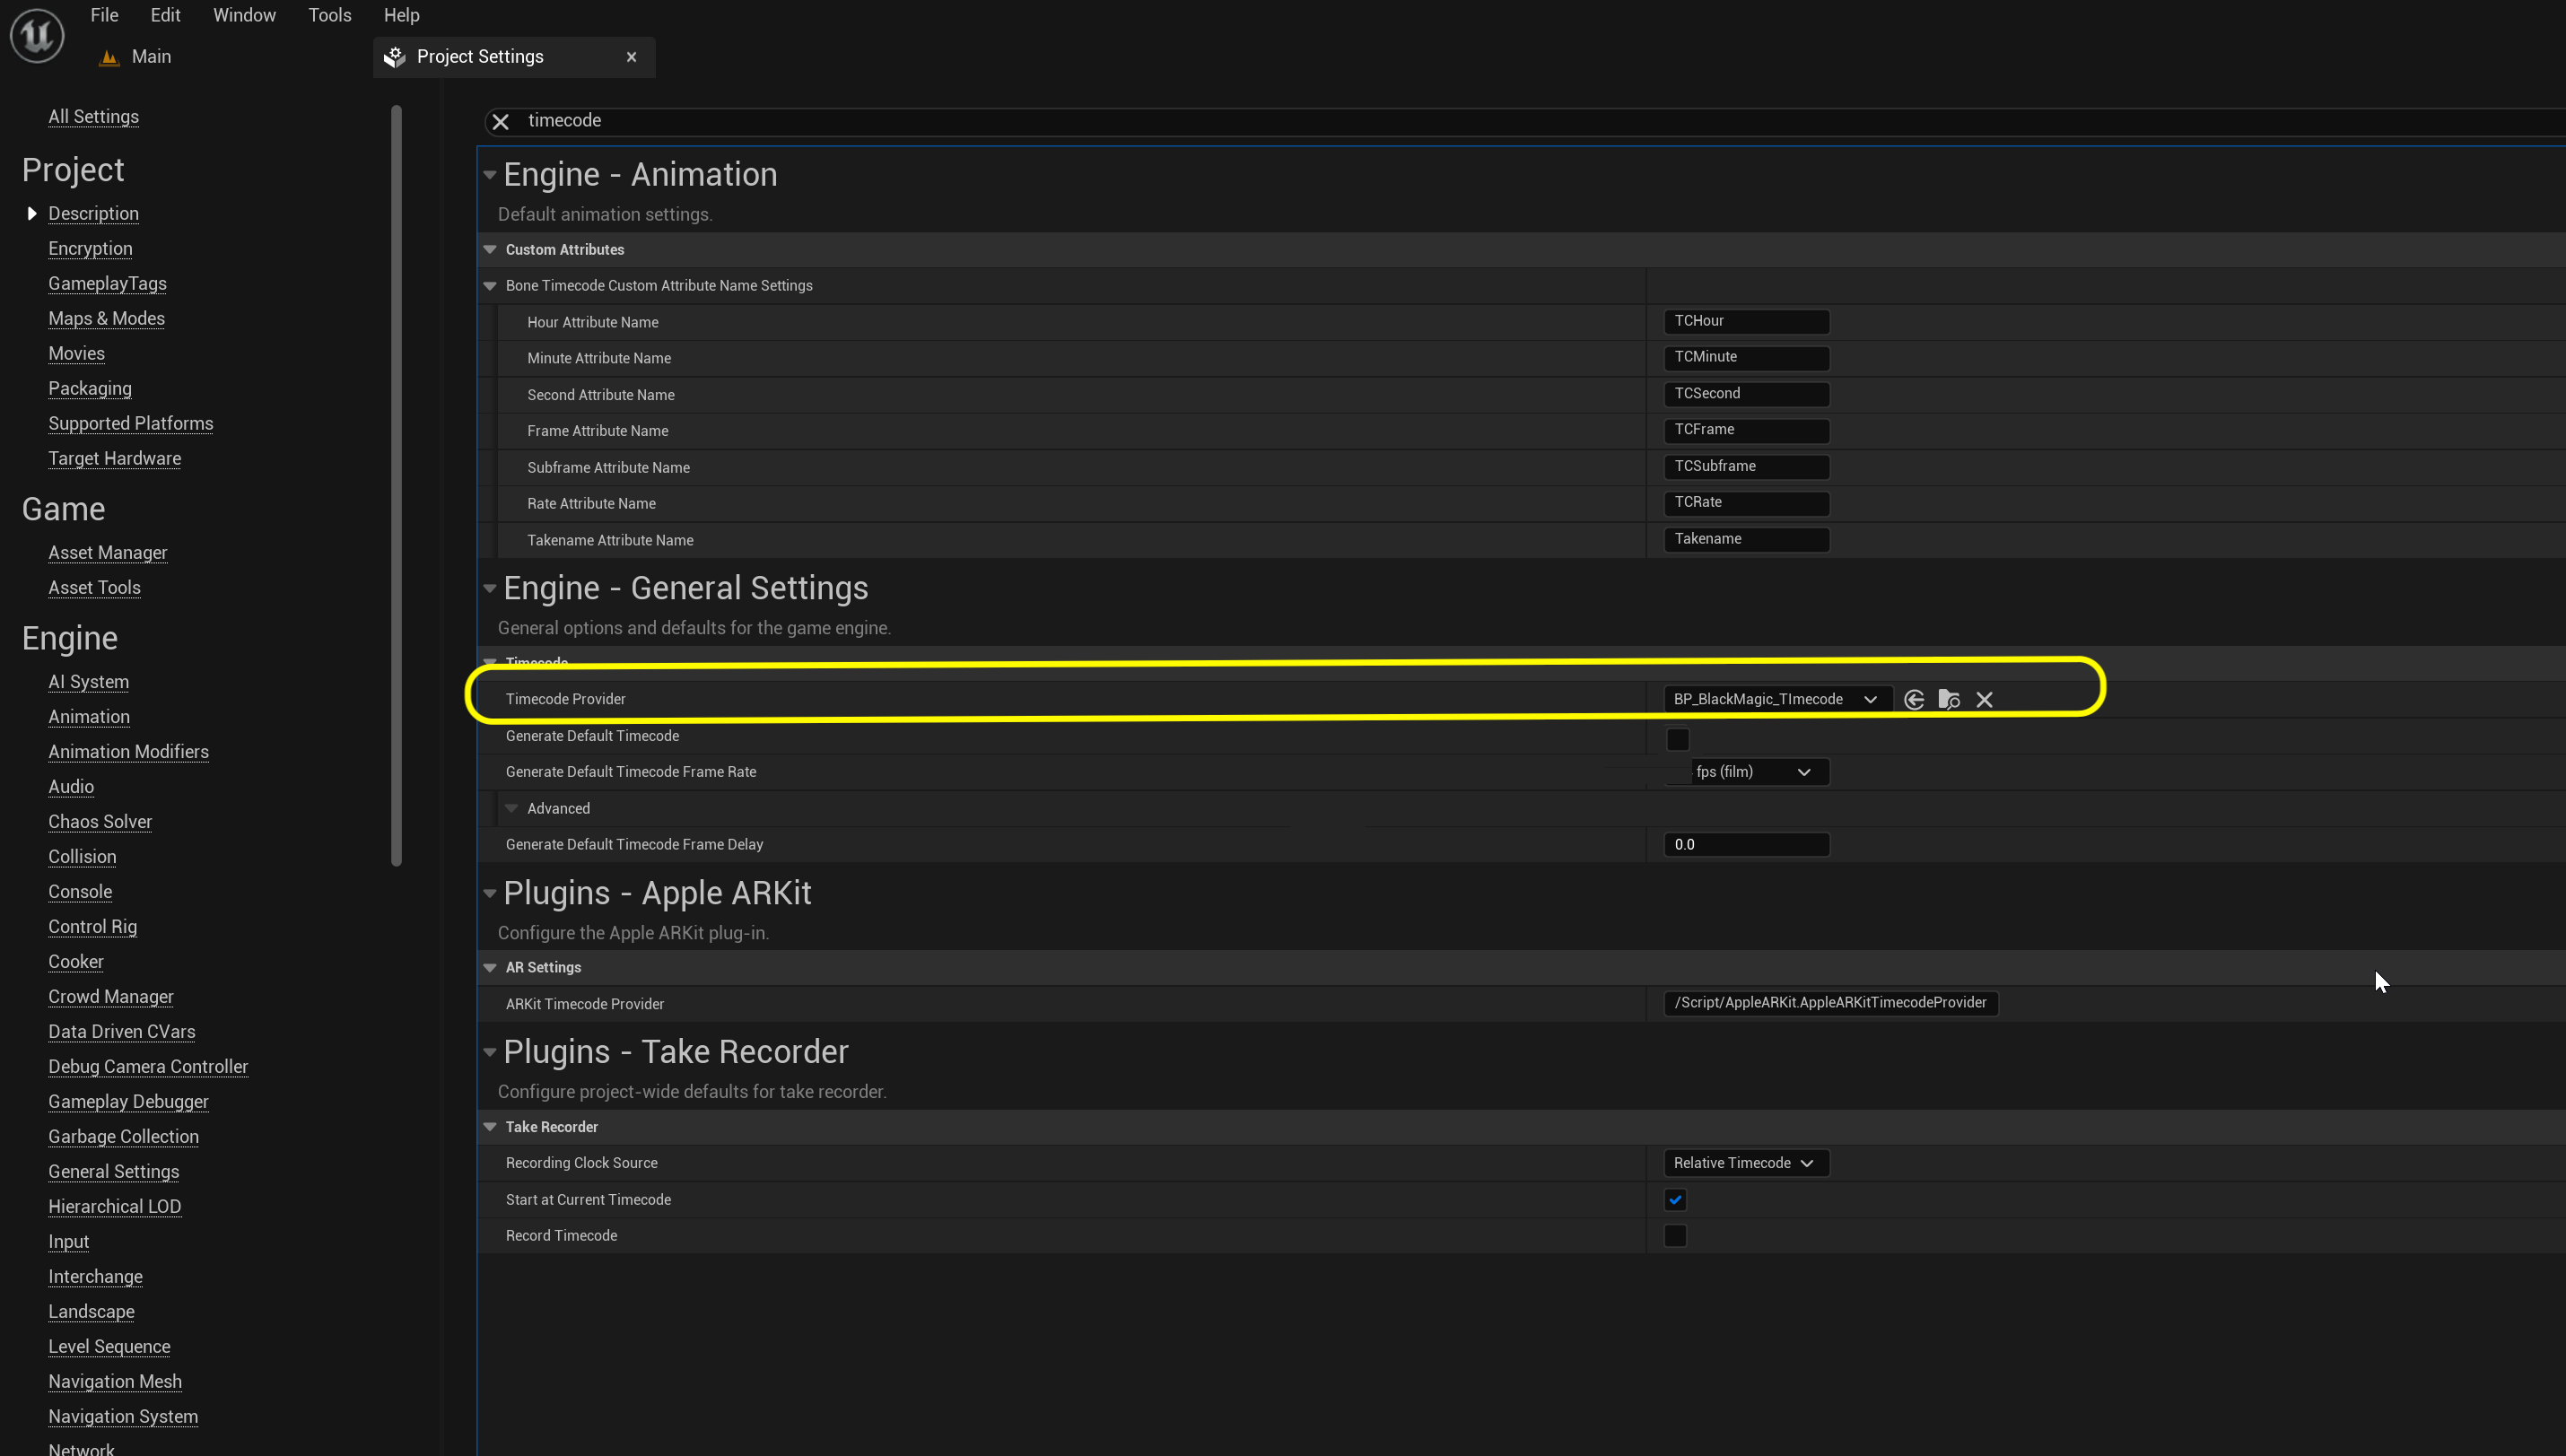 File Edit Window Tools Help
Main
Project Settings
All Settings
Project
Description
Encryption
GameplayTags
Maps & Modes
Movies
Packaging
Supported Platforms
Target Hardware
Game
Asset Manager
Asset Tools
Engine
AI System
Animation
Animation Modifiers
Audio
Chaos Solver
Collision
Console
Control Rig
Cooker
Crowd Manager
Data Driven CVars
Debug Camera Controller
Gameplay Debugger
Garbage Collection
General Settings
Hierarchical LOD
Input
Interchange
Landscape
Level Sequence
Navigation Mesh
Navigation System
Network
timecode
Engine - Animation
Default animation settings.
Custom Attributes
Bone Timecode Custom Attribute Name Settings
Hour Attribute Name TCHour
Minute Attribute Name TCMinute
Second Attribute Name TCSecond
Frame Attribute Name TCFrame
Subframe Attribute Name TCSubframe
Rate Attribute Name TCRate
Takename Attribute Name Takename
Engine - General Settings
General options and defaults for the game engine.
Timecode
Timecode Provider BP_BlackMagic_TImecode
Generate Default Timecode
Generate Default Timecode Frame Rate fps (film)
Advanced
Generate Default Timecode Frame Delay 0.0
Plugins - Apple ARKit
Configure the Apple ARKit plug-in.
AR Settings
ARKit Timecode Provider /Script/AppleARKit.AppleARKitTimecodeProvider
Plugins - Take Recorder
Configure project-wide defaults for take recorder.
Take Recorder
Recording Clock Source Relative Timecode
Start at Current Timecode
Record Timecode